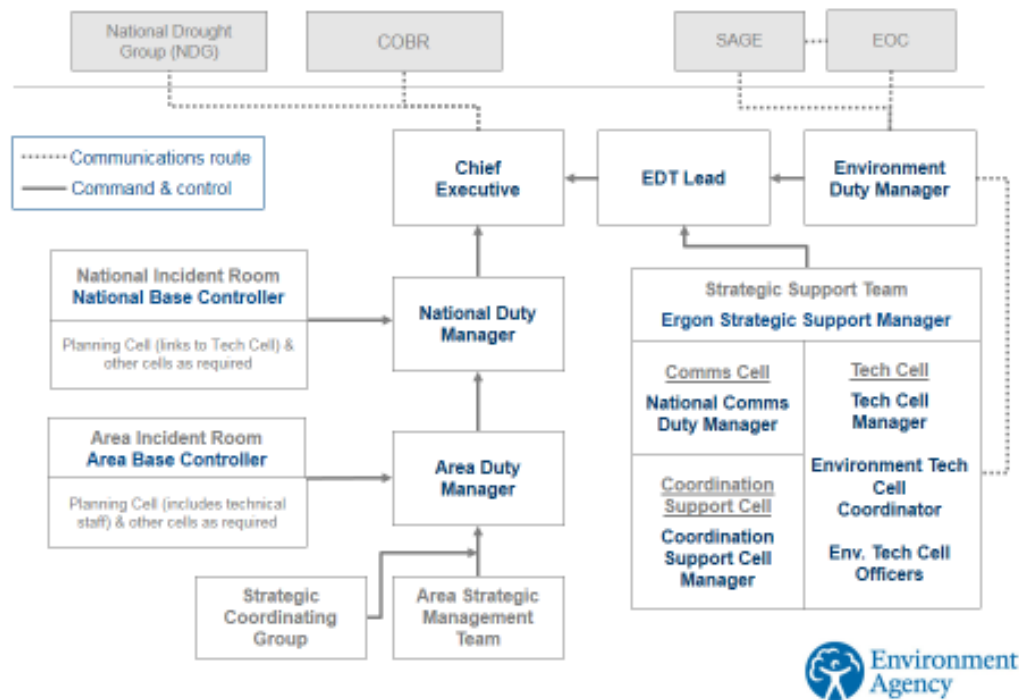 National Drought
Group (NDG)
COBR
SAGE
EOC
Communications route
Command & control
Chief
Executive
EDT Lead
Environment
Duty Manager
National Incident Room
National Base Controller
Planning Cell (links to Tech Cell) &
other cells as required
National Duty
Manager
Strategic Support Team
Ergon Strategic Support Manager
Comms Cell
National Comms
Duty Manager
Tech Cell
Tech Cell
Manager
Environment Tech
Cell
Coordinator
Env. Tech Cell
Officers
Coordination
Support Cell
Coordination
Support Cell
Manager
Area Incident Room
Area Base Controller
Planning Cell (includes technical
staff) & other cells as required
Area Duty
Manager
Strategic
Coordinating
Group
Area Strategic
Management
Team
Environment
Agency